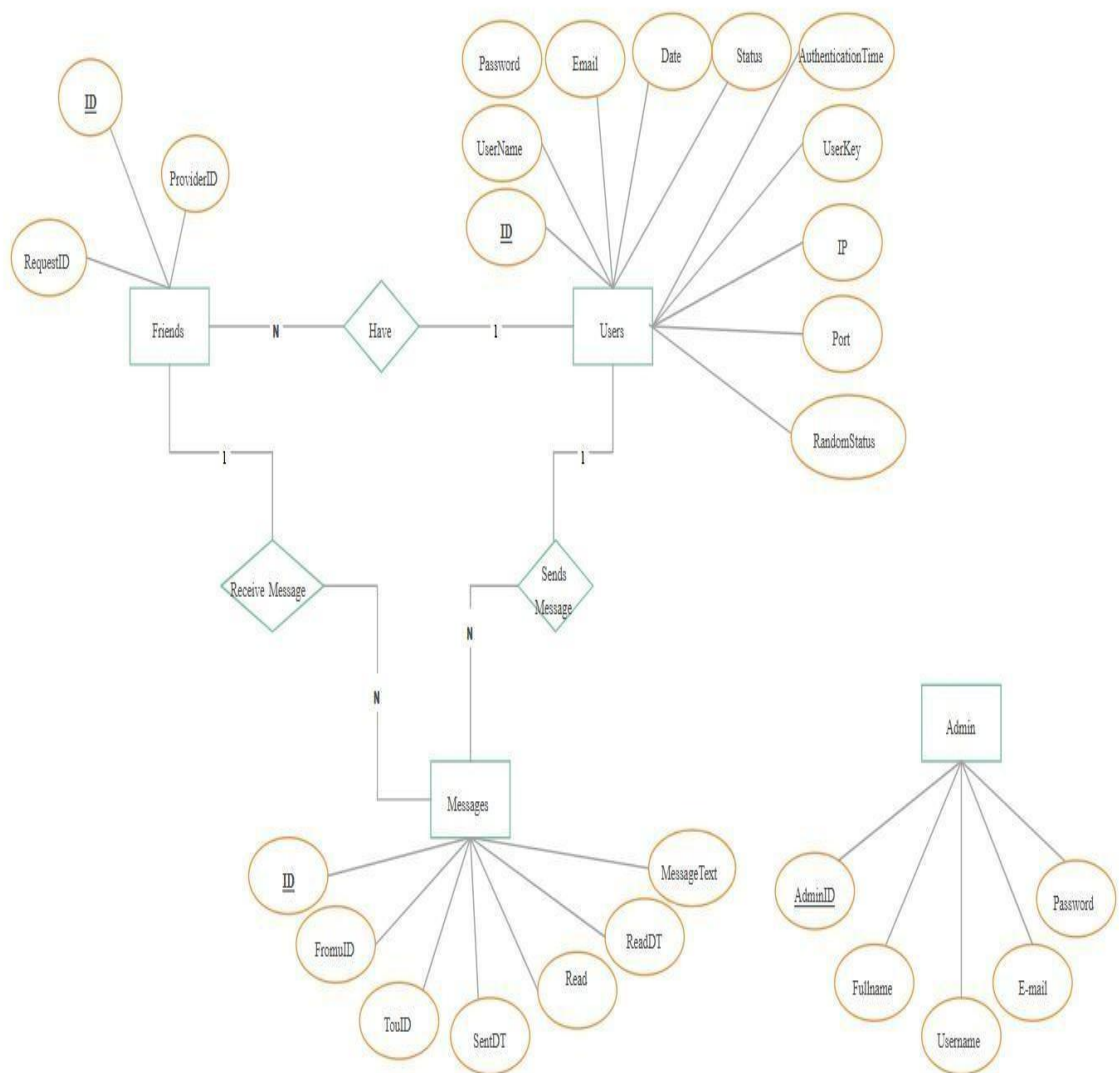 Password
Email
Date
Status
AuthenticationTime
ID
UserName
UserKey
ProviderID
ID
RequestID
IP
Friends
N
Have
1
Users
Port
RandomStatus
1
1
Receive Message
Sends
Message
N
N
Admin
Messages
ID
MessageText
AdminID
Password
FromuID
ReadDT
TouID
Read
SentDT
Fullname
E-mail
Username